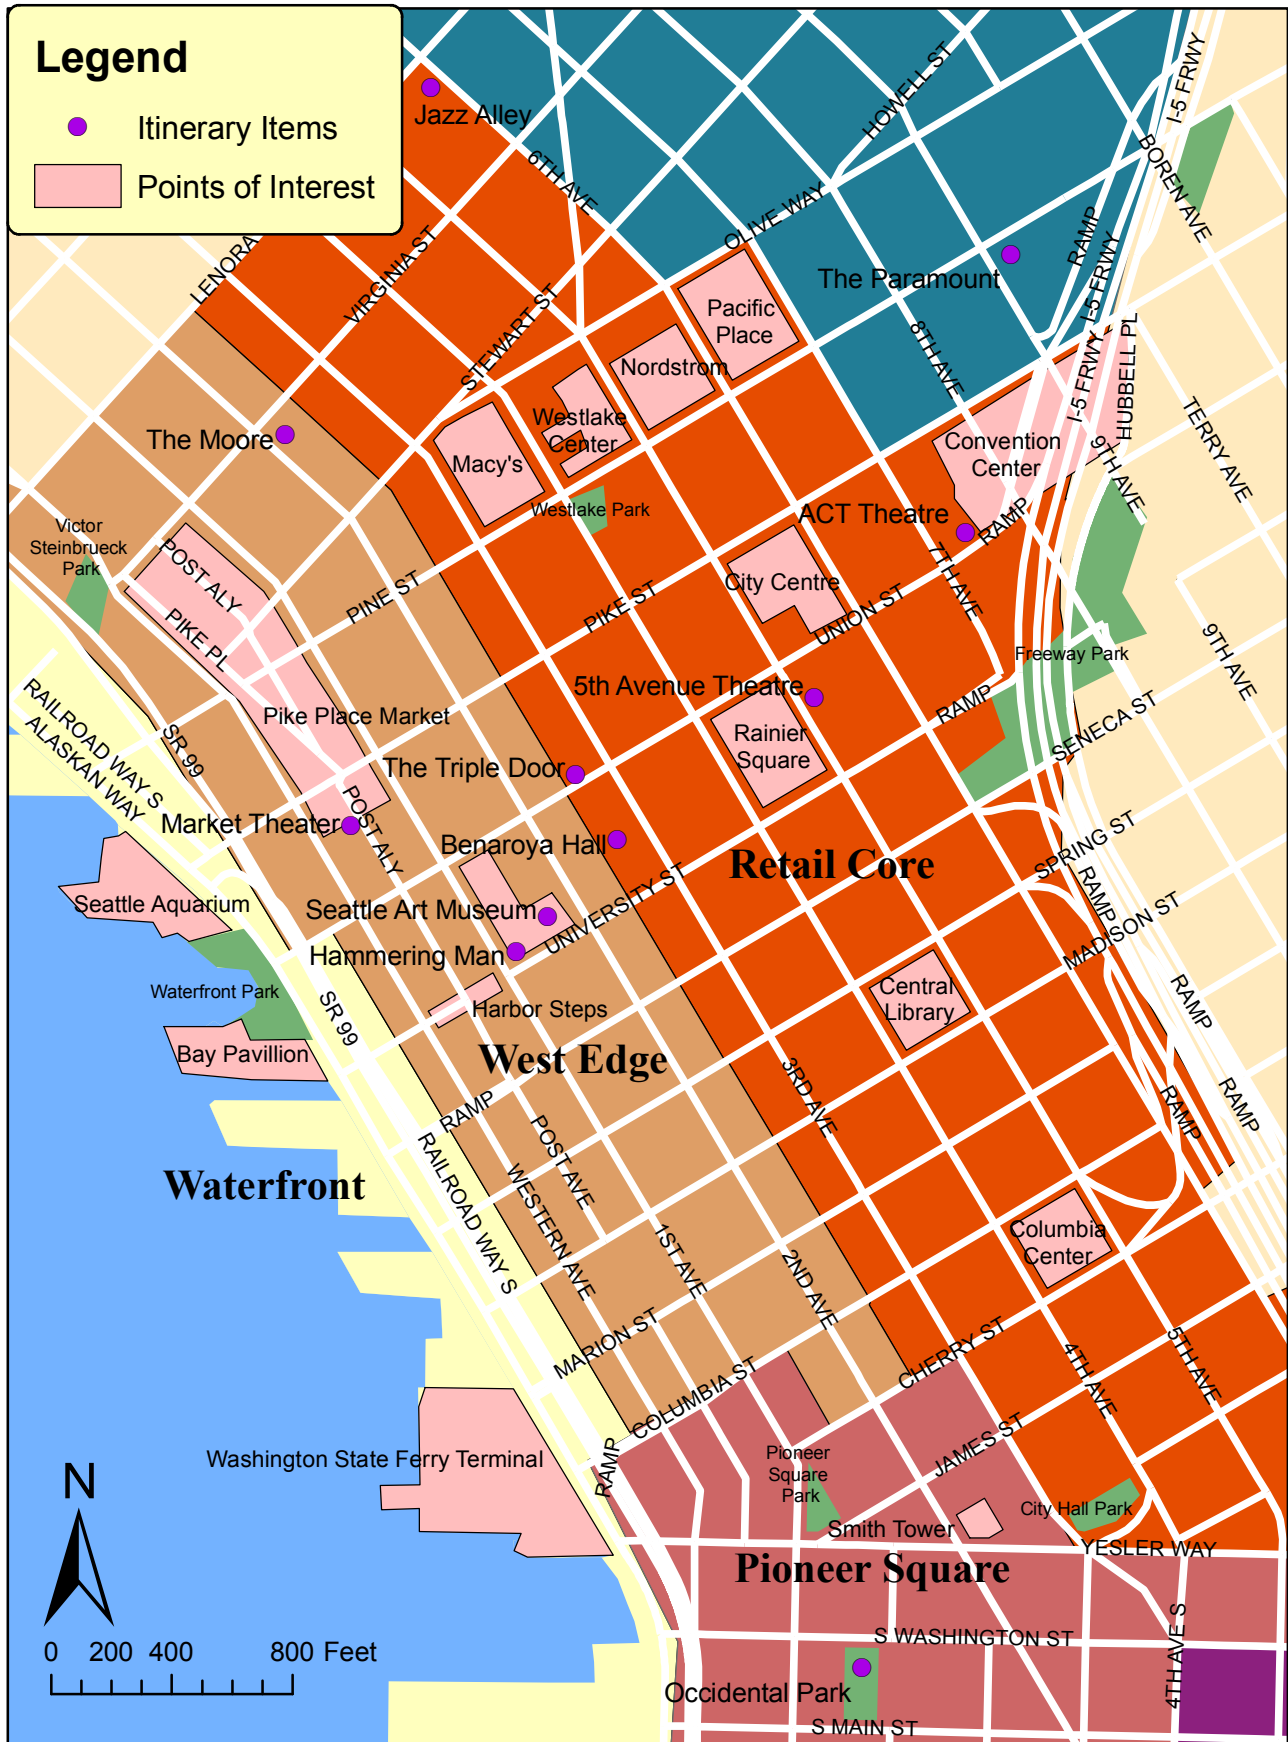 Legend
Itinerary Items
Points of Interest
Jazz Alley
6TH AVE
HOWELL ST
I-5 FRWY
BOREN AVE
OLIVE WAY
RAMP
I-5 FRWY
LENORA
VIRGINIA ST
STEWART ST
The Paramount
Pacific
Place
Nordstrom
8TH AVE
I-5 FRWY
HUBBELL PL
TERRY AVE
The Moore
Westlake
Center
Macy's
Convention
Center
9TH AVE
Westlake Park
ACT Theatre
RAMP
Victor
Steinbrueck
Park
POST ALY
PINE ST
PIKE ST
City Centre
UNION ST
7TH AVE
PIKE PL
9TH AVE
Freeway Park
RAILROAD WAY S
ALASKAN WAY
SR 99
Pike Place Market
5th Avenue Theatre
RAMP
SENECA ST
Rainier
Square
The Triple Door
Market Theater
POST ALY
Benaroya Hall
Retail Core
SPRING ST
RAMP
Seattle Aquarium
Seattle Art Museum
UNIVERSITY ST
MADISON ST
Hammering Man
Waterfront Park
SR 99
Harbor Steps
Central
Library
RAMP
Bay Pavillion
West Edge
3RD AVE
RAMP
RAMP
RAMP
POST AVE
RAILROAD WAY S
WESTERN AVE
Waterfront
1ST AVE
2ND AVE
Columbia
Center
MARION ST
CHERRY ST
4TH AVE
5TH AVE
COLUMBIA ST
Washington State Ferry Terminal
RAMP
Pioneer
Square
Park
JAMES ST
City Hall Park
Smith Tower
YESLER WAY
Pioneer Square
N
S WASHINGTON ST
4TH AVE S
0 200 400 800 Feet
Occidental Park
S MAIN ST